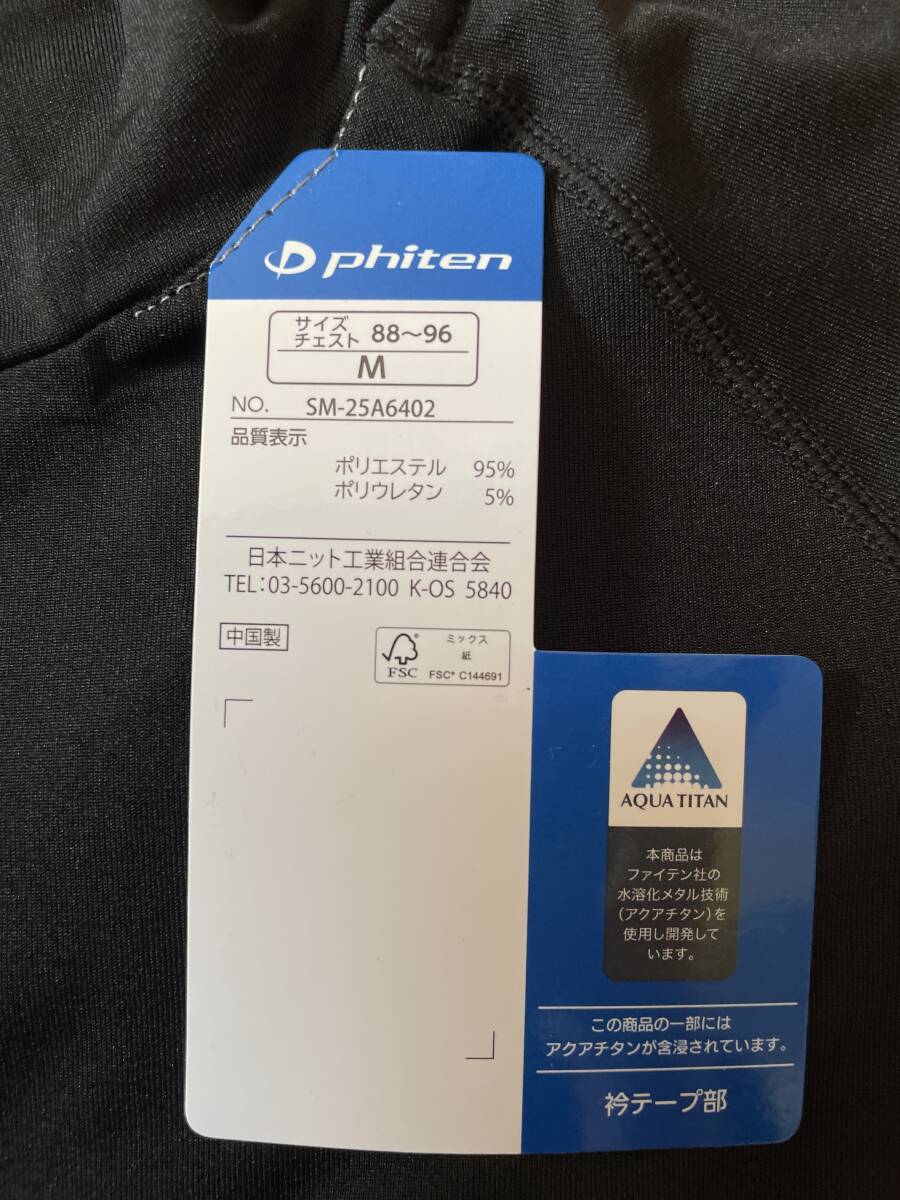 phiten
サイズ
チェスト 88～96
M
NO. SM-25A6402
品質表示
ポリエステル 95%
ポリウレタン 5%
日本ニット工業組合連合会
TEL：03-5600-2100 K-OS 5840
中国製
FSC®
ミックス
紙
FSC® C144691
AQUA TITAN
本商品は
ファイテン社の
水溶化メタル技術
（アクアチタン）を
使用し開発して
います。
この商品の一部には
アクアチタンが含浸されています。
衿テープ部